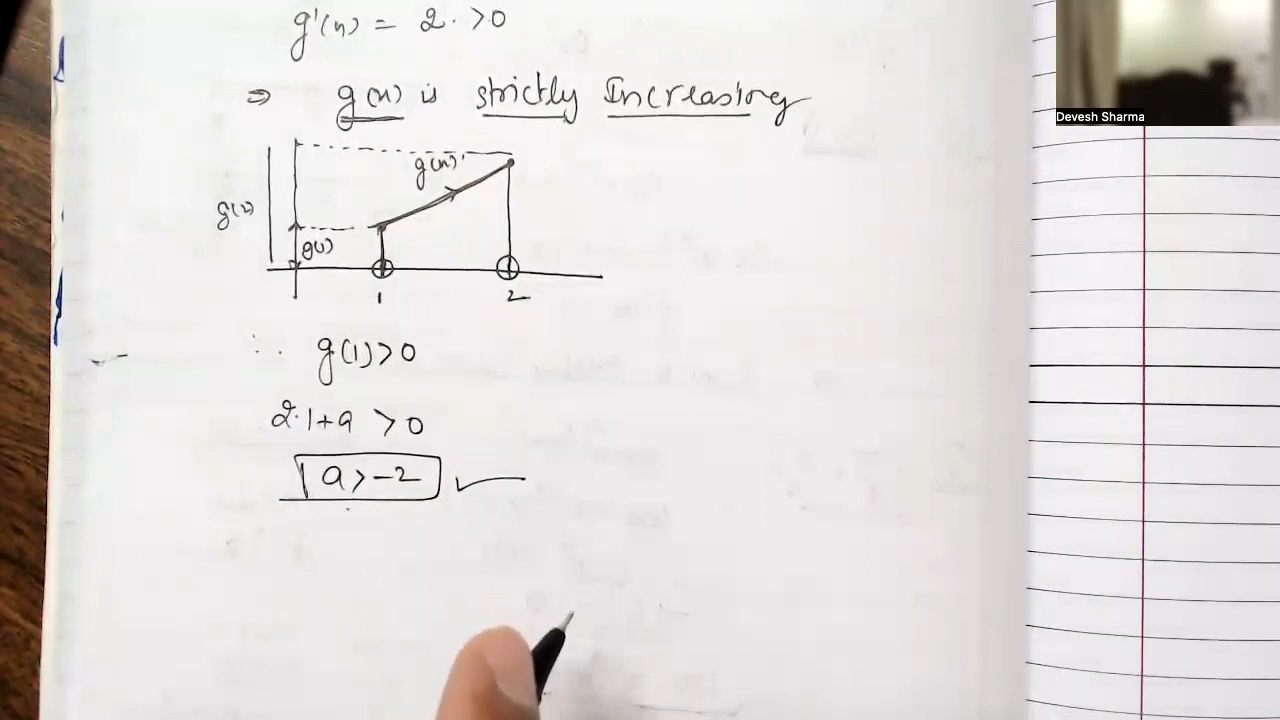 g'(x) = 2. >0
⇒ g(x) is strictly Increasing
Devesh Sharma
g(x)
g(2)
g(1)
1 2
∴ g(1)>0
2·1+a >0
a>-2